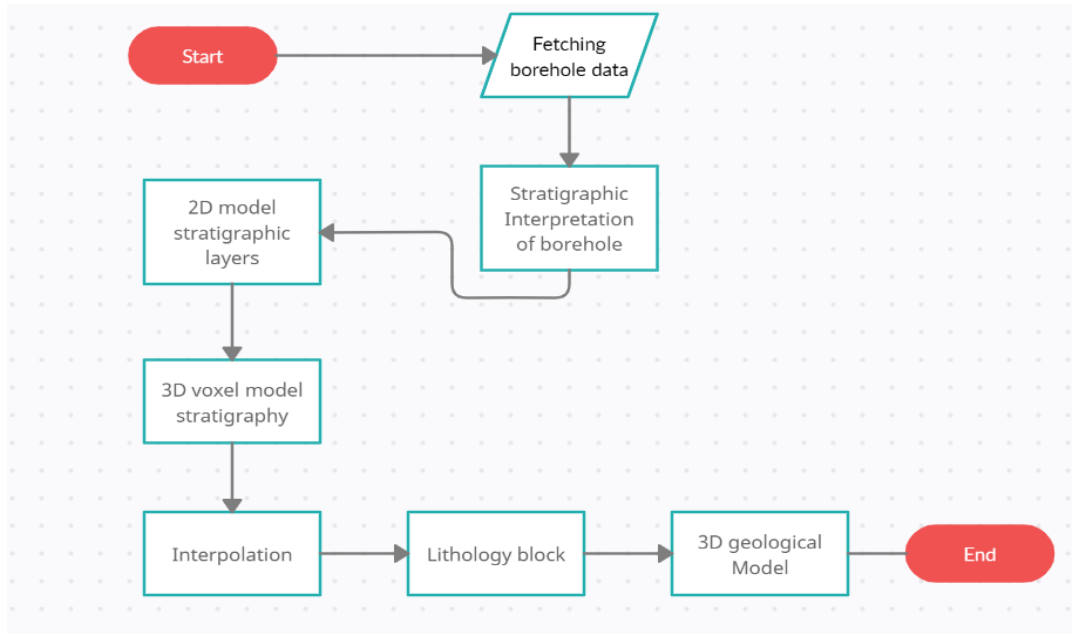 Start
Fetching
borehole data
Stratigraphic
Interpretation
of borehole
2D model
stratigraphic
layers
3D voxel model
stratigraphy
Interpolation
Lithology block
3D geological
Model
End